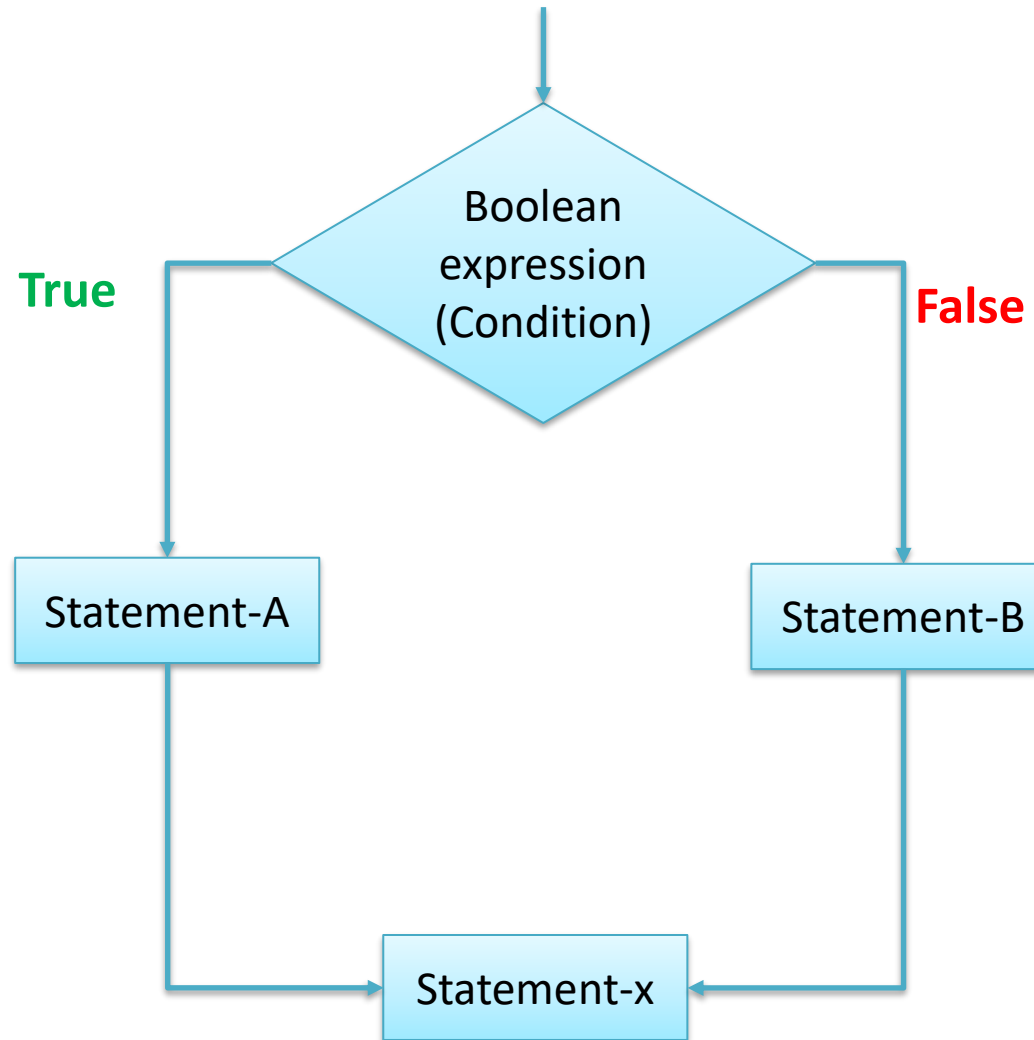 Boolean
expression
(Condition)
True
False
Statement-A
Statement-B
Statement-x